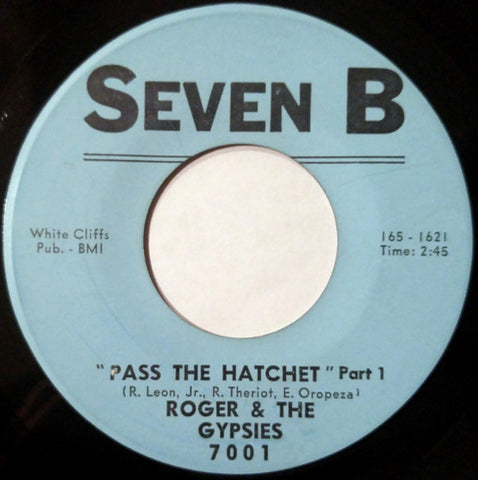 SEVEN B
White Cliffs
Pub. - BMI
165 - 1621
Time: 2:45
"PASS THE HATCHET" Part 1
(R. Leon, Jr., R. Theriot, E. Oropeza)
ROGER & THE
GYPSIES
7001